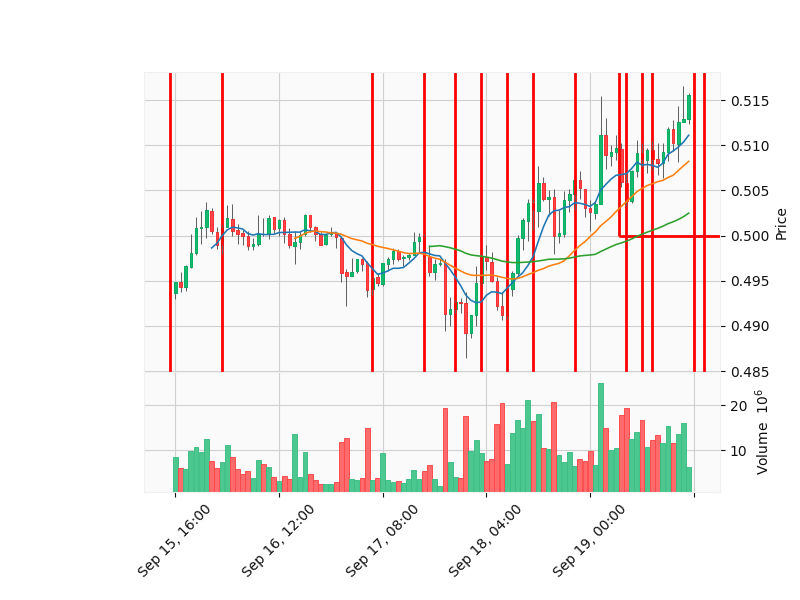 0.515
0.510
0.505
0.500
0.495
0.490
0.485
Price
20
10
Volume 10^6
Sep 15, 16:00
Sep 16, 12:00
Sep 17, 08:00
Sep 18, 04:00
Sep 19, 00:00